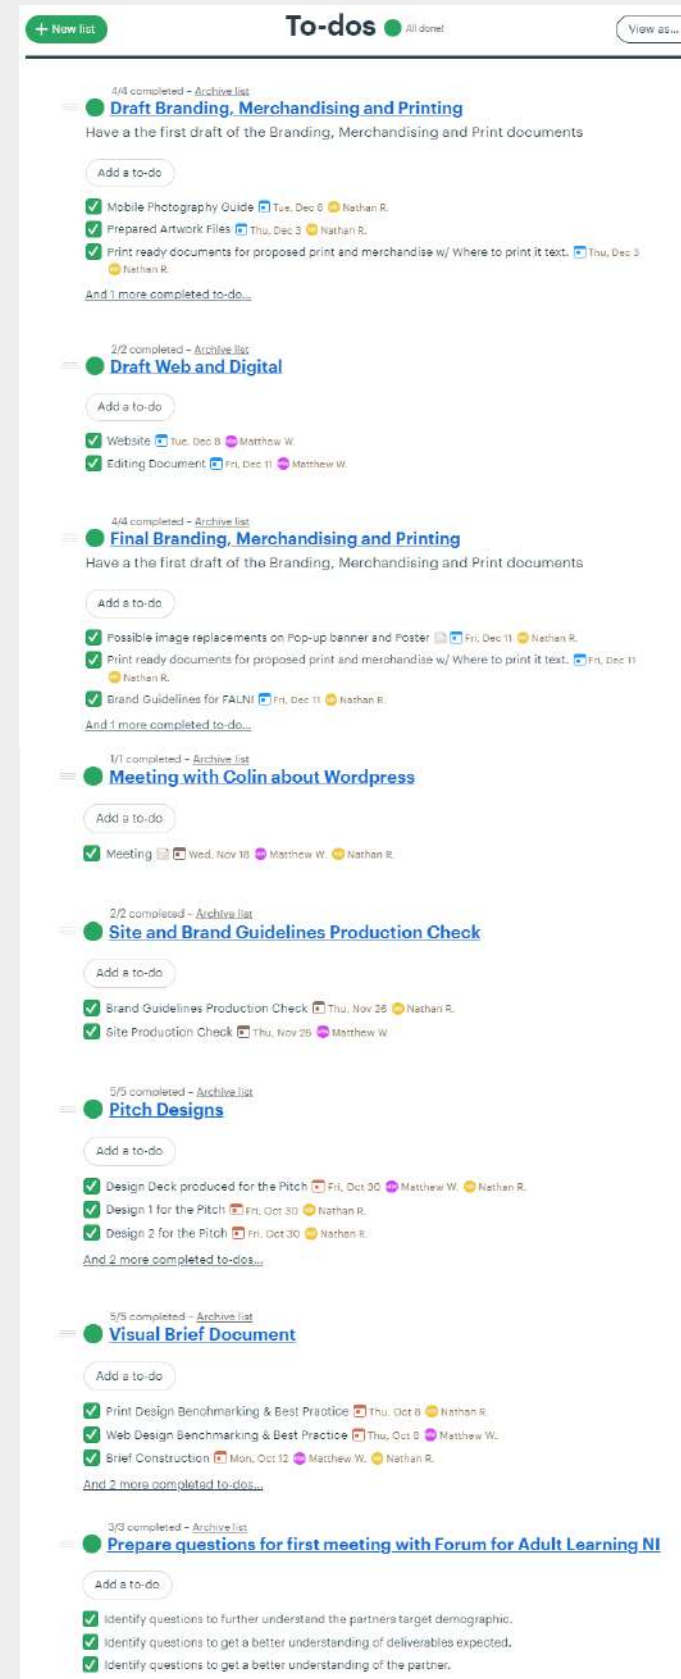 + New list
To-dos All done!
View as...
4/4 completed – Archive list
Draft Branding, Merchandising and Printing
Have a the first draft of the Branding, Merchandising and Print documents
Add a to-do
Mobile Photography Guide Tue, Dec 8 Nathan R.
Prepared Artwork Files Thu, Dec 3 Nathan R.
Print ready documents for proposed print and merchandise w/ Where to print it text. Thu, Dec 3
Nathan R.
And 1 more completed to-do...
2/2 completed – Archive list
Draft Web and Digital
Add a to-do
Website Tue, Dec 8 Matthew W.
Editing Document Fri, Dec 11 Matthew W.
4/4 completed – Archive list
Final Branding, Merchandising and Printing
Have a the first draft of the Branding, Merchandising and Print documents
Add a to-do
Possible image replacements on Pop-up banner and Poster Fri, Dec 11 Nathan R.
Print ready documents for proposed print and merchandise w/ Where to print it text. Fri, Dec 11
Nathan R.
Brand Guidelines for FALNI Fri, Dec 11 Nathan R.
And 1 more completed to-do...
1/1 completed – Archive list
Meeting with Colin about Wordpress
Add a to-do
Meeting Wed, Nov 18 Matthew W. Nathan R.
2/2 completed – Archive list
Site and Brand Guidelines Production Check
Add a to-do
Brand Guidelines Production Check Thu, Nov 26 Nathan R.
Site Production Check Thu, Nov 26 Matthew W.
5/5 completed – Archive list
Pitch Designs
Add a to-do
Design Deck produced for the Pitch Fri, Oct 30 Matthew W. Nathan R.
Design 1 for the Pitch Fri, Oct 30 Nathan R.
Design 2 for the Pitch Fri, Oct 30 Nathan R.
And 2 more completed to-dos...
5/5 completed – Archive list
Visual Brief Document
Add a to-do
Print Design Benchmarking & Best Practice Thu, Oct 8 Nathan R.
Web Design Benchmarking & Best Practice Thu, Oct 8 Matthew W.
Brief Construction Mon, Oct 12 Matthew W. Nathan R.
And 2 more completed to-dos...
3/3 completed – Archive list
Prepare questions for first meeting with Forum for Adult Learning NI
Add a to-do
Identify questions to further understand the partners target demographic.
Identify questions to get a better understanding of deliverables expected.
Identify questions to get a better understanding of the partner.